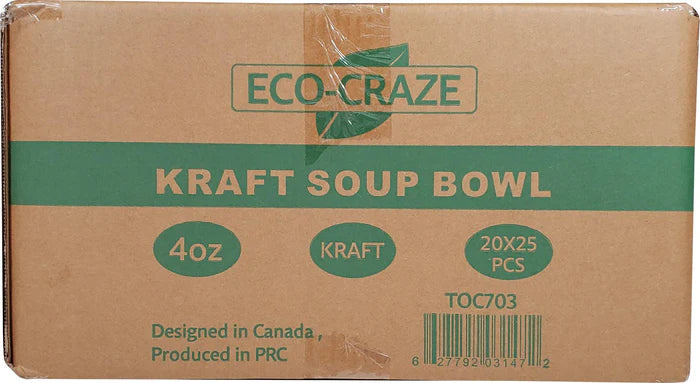 ECO-CRAZE
KRAFT SOUP BOWL
4oz
KRAFT
20X25
PCS
TOC703
Designed in Canada ,
Produced in PRC
6 27792 03147 2